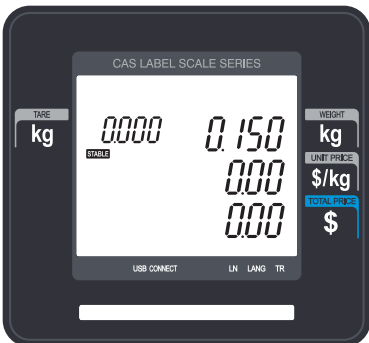 CAS LABEL SCALE SERIES
TARE
kg
0.000
STABLE
0.150
WEIGHT
kg
0.00
UNIT PRICE
$/kg
0.00
TOTAL PRICE
$
USB CONNECT LN LANG TR